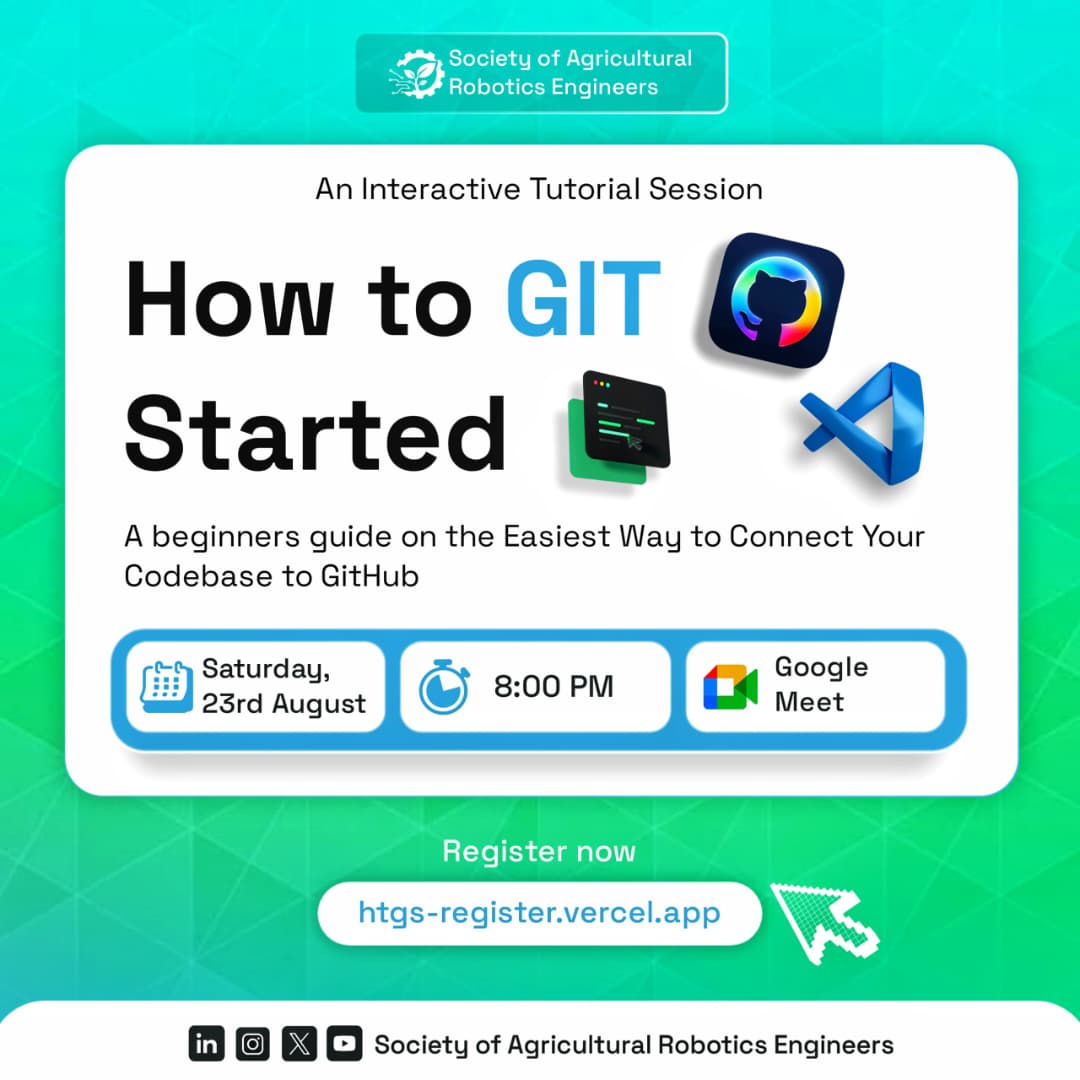 Society of Agricultural
Robotics Engineers
An Interactive Tutorial Session
How to GIT
Started
A beginners guide on the Easiest Way to Connect Your
Codebase to GitHub
Saturday,
23rd August
8:00 PM
Google
Meet
Register now
htgs-register.vercel.app
in
X
Society of Agricultural Robotics Engineers